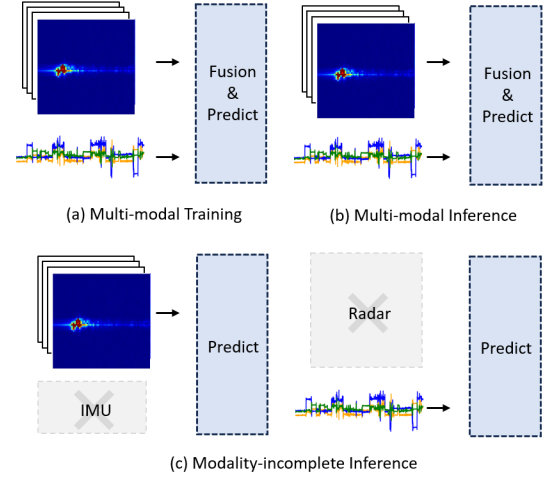 Fusion
&
Predict
Fusion
&
Predict
(a) Multi-modal Training
(b) Multi-modal Inference
Predict
IMU
Radar
Predict
(c) Modality-incomplete Inference